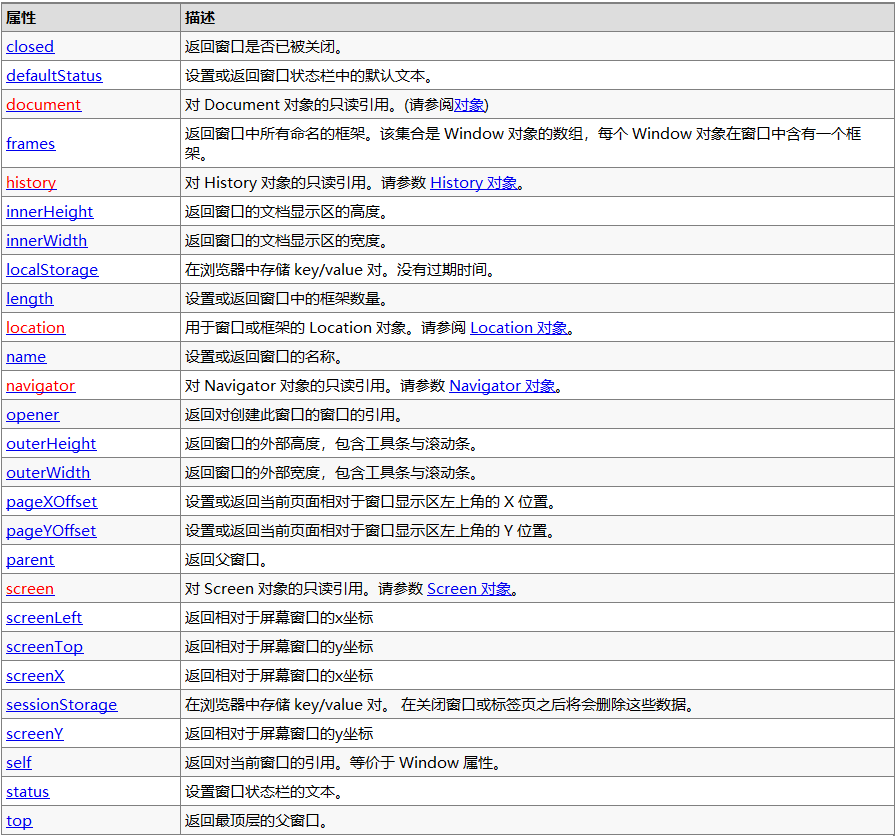 属性 描述
closed 返回窗口是否已被关闭。
defaultStatus 设置或返回窗口状态栏中的默认文本。
document 对 Document 对象的只读引用。(请参阅对象)
frames 返回窗口中所有命名的框架。该集合是 Window 对象的数组，每个 Window 对象在窗口中含有一个框
架。
history 对 History 对象的只读引用。请参数 History 对象。
innerHeight 返回窗口的文档显示区的高度。
innerWidth 返回窗口的文档显示区的宽度。
localStorage 在浏览器中存储 key/value 对。没有过期时间。
length 设置或返回窗口中的框架数量。
location 用于窗口或框架的 Location 对象。请参阅 Location 对象。
name 设置或返回窗口的名称。
navigator 对 Navigator 对象的只读引用。请参数 Navigator 对象。
opener 返回对创建此窗口的窗口的引用。
outerHeight 返回窗口的外部高度，包含工具条与滚动条。
outerWidth 返回窗口的外部宽度，包含工具条与滚动条。
pageXOffset 设置或返回当前页面相对于窗口显示区左上角的 X 位置。
pageYOffset 设置或返回当前页面相对于窗口显示区左上角的 Y 位置。
parent 返回父窗口。
screen 对 Screen 对象的只读引用。请参数 Screen 对象。
screenLeft 返回相对于屏幕窗口的x坐标
screenTop 返回相对于屏幕窗口的y坐标
screenX 返回相对于屏幕窗口的x坐标
sessionStorage 在浏览器中存储 key/value 对。 在关闭窗口或标签页之后将会删除这些数据。
screenY 返回相对于屏幕窗口的y坐标
self 返回对当前窗口的引用。等价于 Window 属性。
status 设置窗口状态栏的文本。
top 返回最顶层的父窗口。